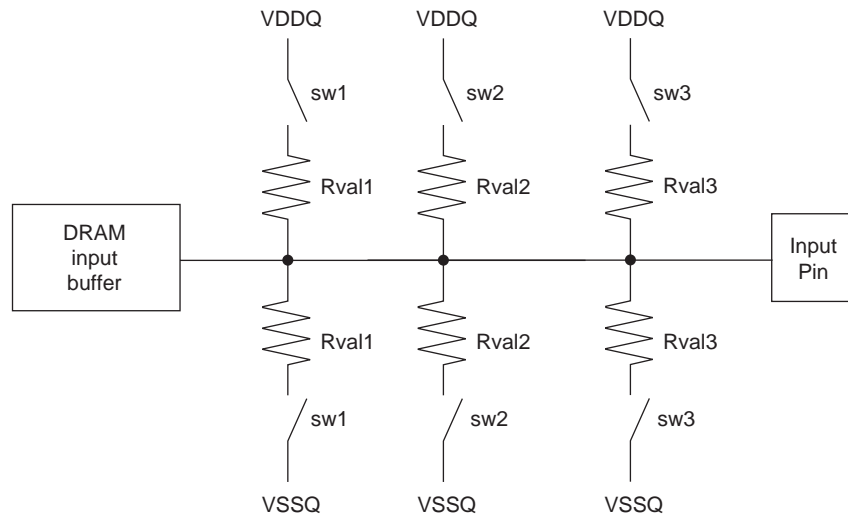 VDDQ VDDQ VDDQ
sw1 sw2 sw3
Rval1 Rval2 Rval3
DRAM
input
buffer
Input
Pin
Rval1 Rval2 Rval3
sw1 sw2 sw3
VSSQ VSSQ VSSQ